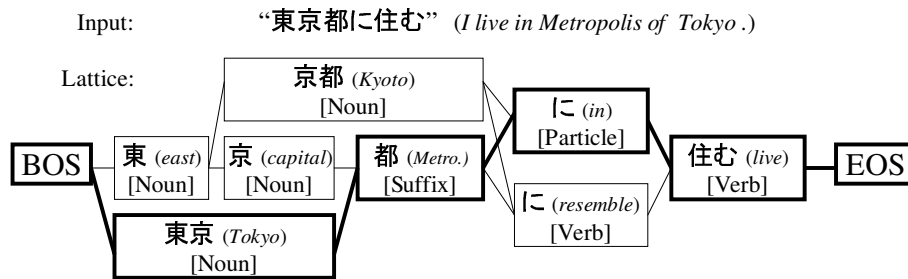 Input: “東京都に住む” (I live in Metropolis of Tokyo .)
Lattice:
京都 (Kyoto)
[Noun]
に (in)
[Particle]
BOS
東 (east)
[Noun]
京 (capital)
[Noun]
都 (Metro.)
[Suffix]
住む (live)
[Verb]
EOS
に (resemble)
[Verb]
東京 (Tokyo)
[Noun]